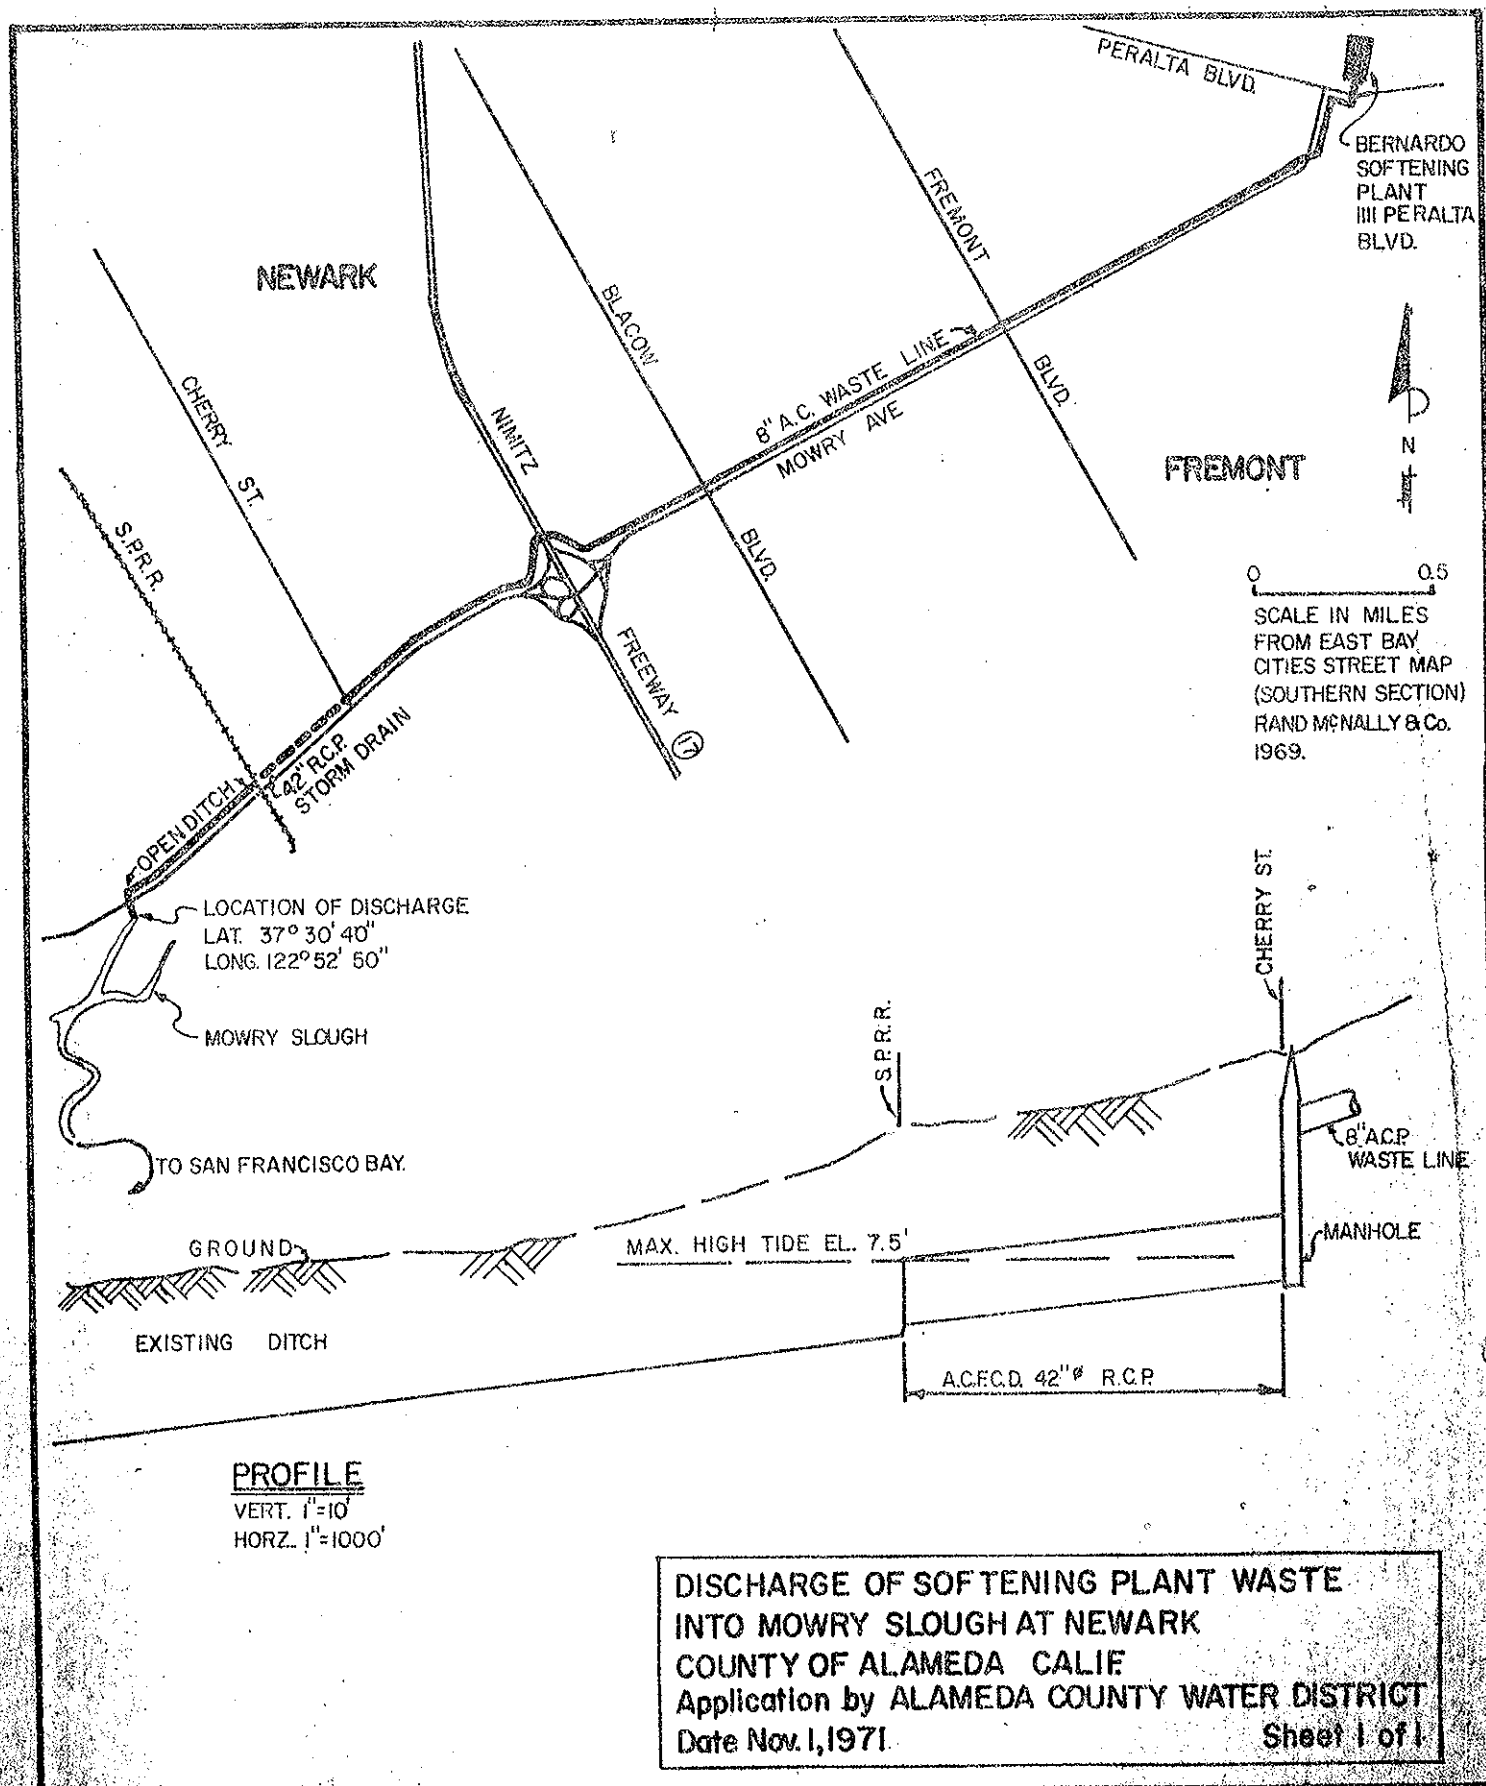 PERALTA BLVD.
BERNARDO
SOFTENING
PLANT
1111 PERALTA
BLVD.
NEWARK
FREMONT
BLVD.
BLACOW
BLVD.
CHERRY ST.
NIMITZ
FREEWAY
17
8" A.C. WASTE LINE
MOWRY AVE
FREMONT
N
S.P.R.R.
0 0.5
SCALE IN MILES
FROM EAST BAY
CITIES STREET MAP
(SOUTHERN SECTION)
RAND McNALLY & Co.
1969.
42" R.C.P.
STORM DRAIN
OPEN DITCH
LOCATION OF DISCHARGE
LAT. 37° 30' 40"
LONG. 122° 52' 50"
MOWRY SLOUGH
TO SAN FRANCISCO BAY.
CHERRY ST.
S.P.R.R.
8" A.C.P.
WASTE LINE
MANHOLE
GROUND
MAX. HIGH TIDE EL. 7.5'
EXISTING DITCH
A.C.F.C.D. 42"ø R.C.P.
PROFILE
VERT. 1"=10'
HORZ. 1"=1000'
DISCHARGE OF SOFTENING PLANT WASTE
INTO MOWRY SLOUGH AT NEWARK
COUNTY OF ALAMEDA CALIF.
Application by ALAMEDA COUNTY WATER DISTRICT
Date Nov. 1, 1971 Sheet 1 of 1